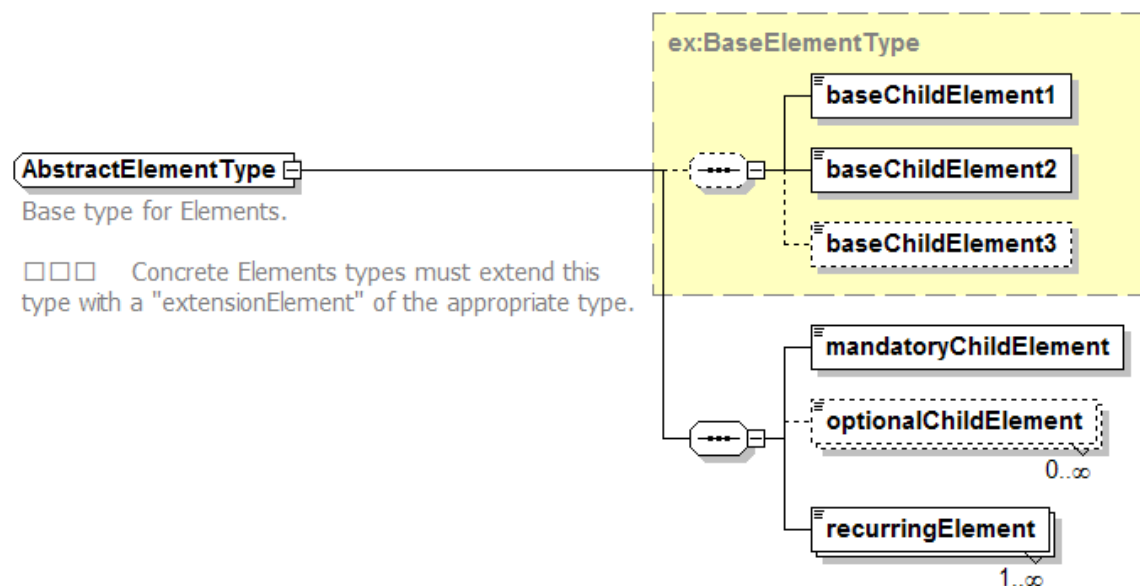 ex:BaseElementType
baseChildElement1
AbstractElementType
baseChildElement2
Base type for Elements.
baseChildElement3
□□□ Concrete Elements types must extend this
type with a "extensionElement" of the appropriate type.
mandatoryChildElement
optionalChildElement
0..∞
recurringElement
1..∞